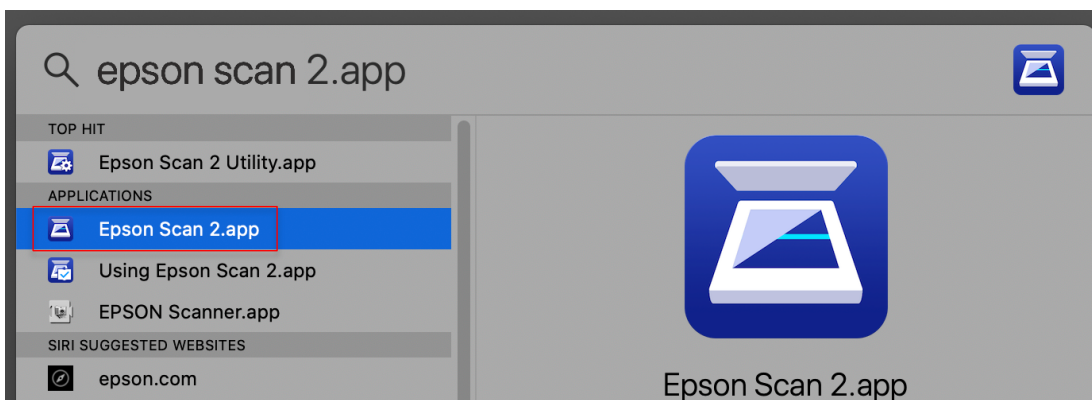 epson scan 2.app
TOP HIT
Epson Scan 2 Utility.app
APPLICATIONS
Epson Scan 2.app
Using Epson Scan 2.app
EPSON Scanner.app
SIRI SUGGESTED WEBSITES
epson.com
Epson Scan 2.app